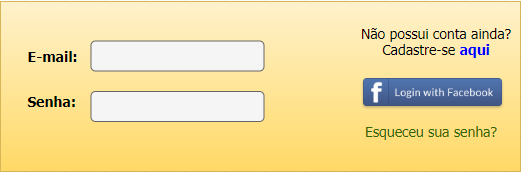 Não possui conta ainda?
Cadastre-se aqui
E-mail:
Senha:
f Login with Facebook
Esqueceu sua senha?